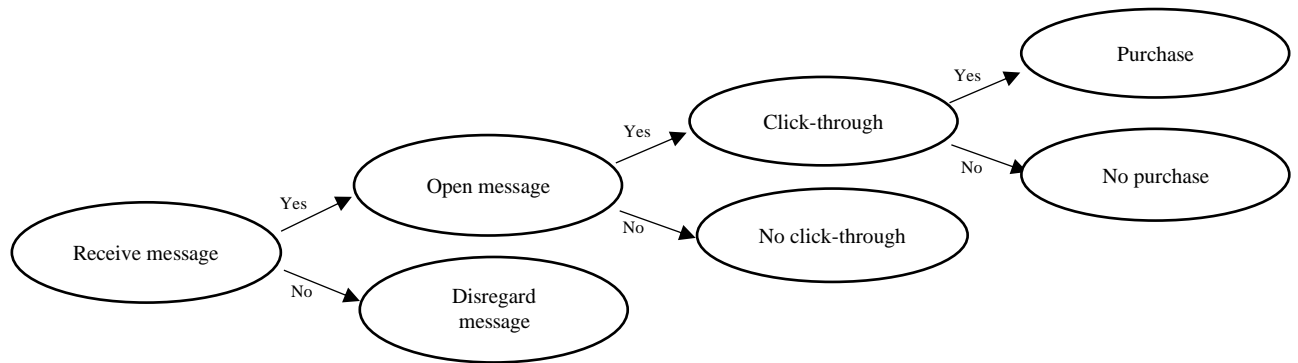 Purchase
Yes
Click-through
Yes
No
No purchase
Open message
Yes
No
No click-through
Receive message
No
Disregard
message